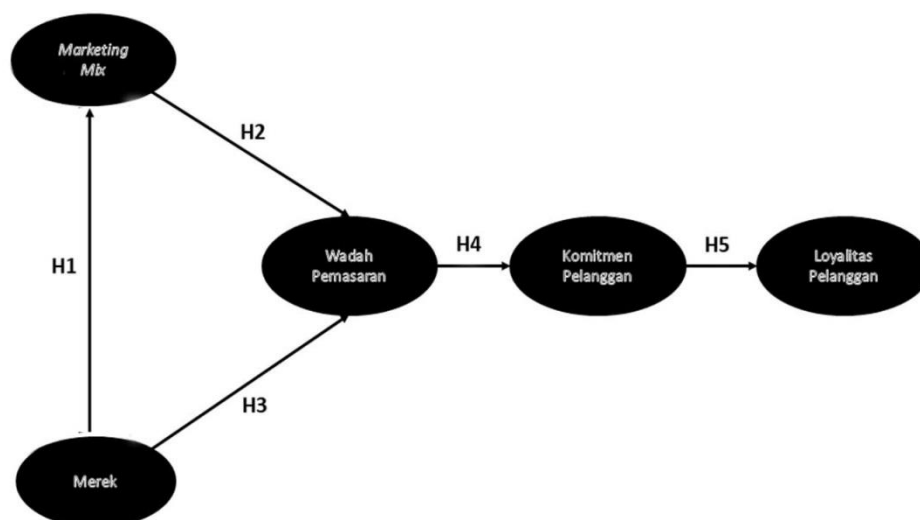 Marketing
Mix
H2
H1
Wadah
Pemasaran
H4
Komitmen
Pelanggan
H5
Loyalitas
Pelanggan
H3
Merek